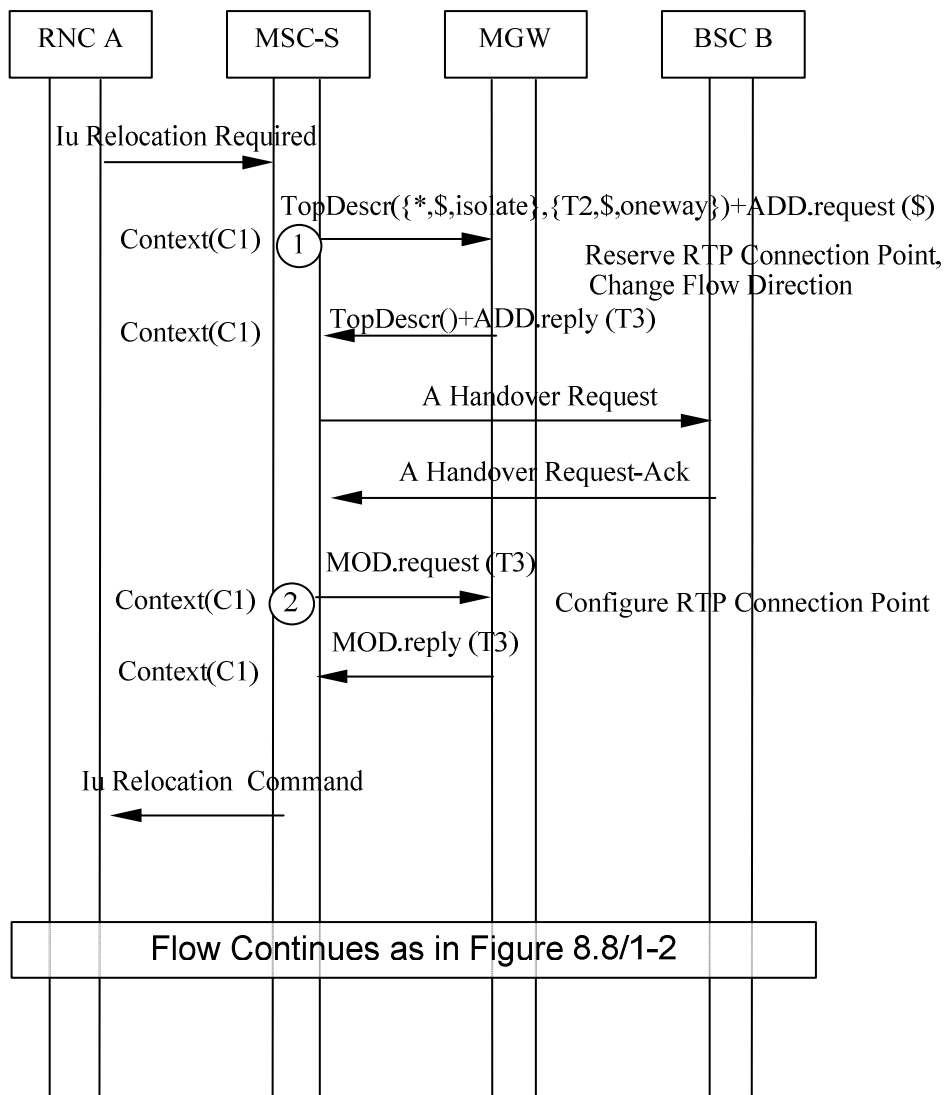 RNC A
MSC-S
MGW
BSC B
Iu Relocation Required
TopDescr({*,$,isolate},{T2,$,oneway})+ADD.request ($)
Context(C1)
1
Reserve RTP Connection Point,
Change Flow Direction
TopDescr()+ADD.reply (T3)
Context(C1)
A Handover Request
A Handover Request-Ack
MOD.request (T3)
Context(C1)
2
Configure RTP Connection Point
MOD.reply (T3)
Context(C1)
Iu Relocation Command
Flow Continues as in Figure 8.8/1-2